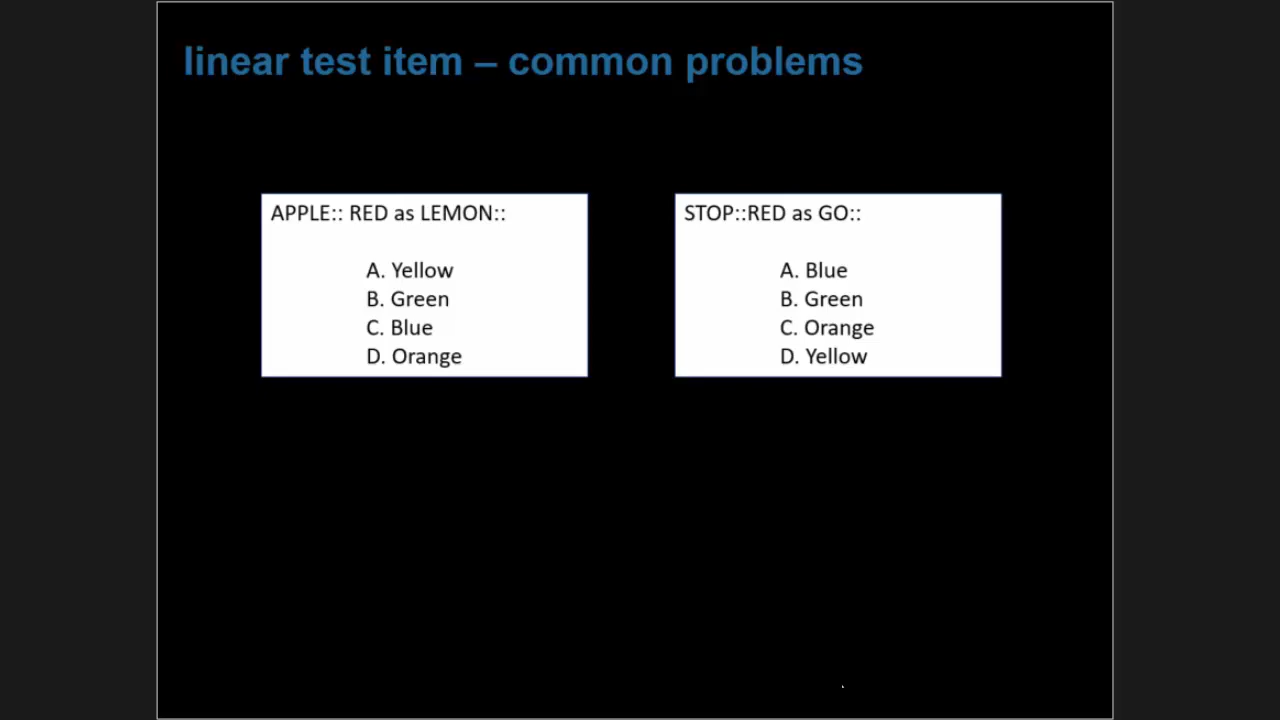 linear test item – common problems
APPLE:: RED as LEMON::
A. Yellow
B. Green
C. Blue
D. Orange
STOP::RED as GO::
A. Blue
B. Green
C. Orange
D. Yellow